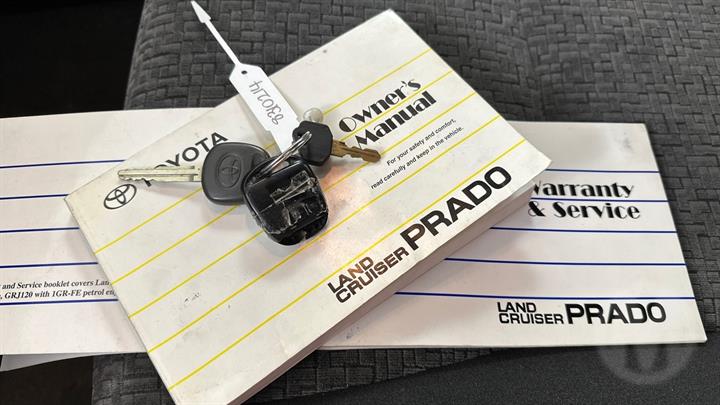 TOYOTA
Owner's
Manual
For your safety and comfort,
read carefully and keep in the vehicle.
LAND
CRUISER PRADO
Warranty
& Service
LAND
CRUISER PRADO
and Service booklet covers Lan
GRJ120 with 1GR-FE petrol en